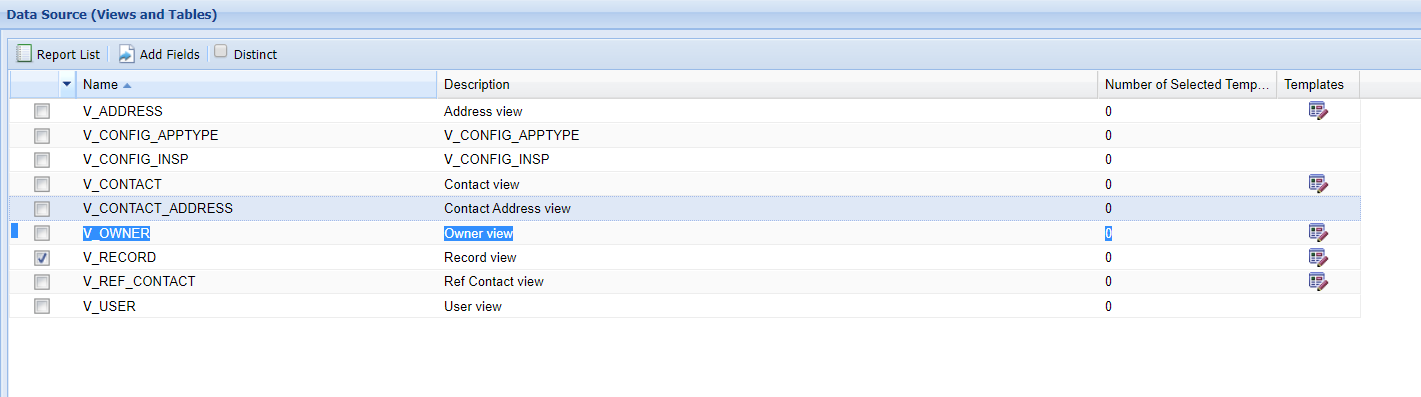 Data Source (Views and Tables)
Report List Add Fields Distinct
Name Description Number of Selected Temp... Templates
V_ADDRESS Address view 0
V_CONFIG_APPTYPE V_CONFIG_APPTYPE 0
V_CONFIG_INSP V_CONFIG_INSP 0
V_CONTACT Contact view 0
V_CONTACT_ADDRESS Contact Address view 0
V_OWNER Owner view 0
V_RECORD Record view 0
V_REF_CONTACT Ref Contact view 0
V_USER User view 0